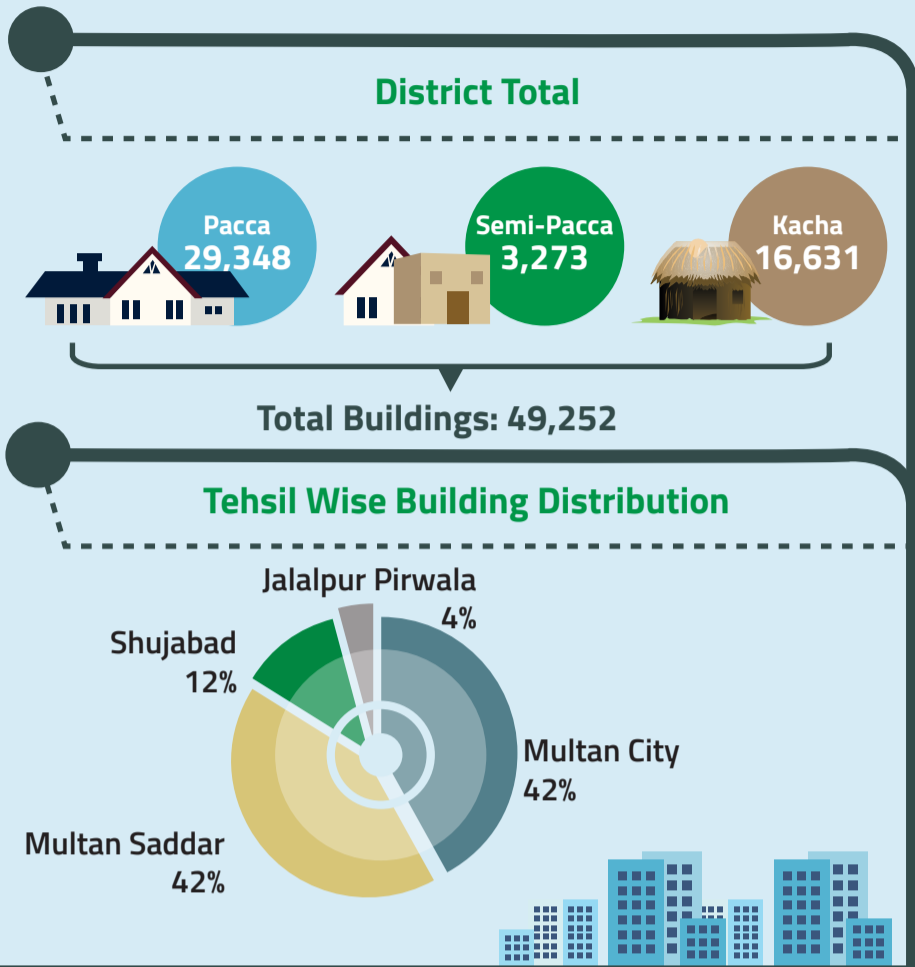 District Total
Pacca
29,348
Semi-Pacca
3,273
Kacha
16,631
Total Buildings: 49,252
Tehsil Wise Building Distribution
Jalalpur Pirwala
4%
Shujabad
12%
Multan City
42%
Multan Saddar
42%